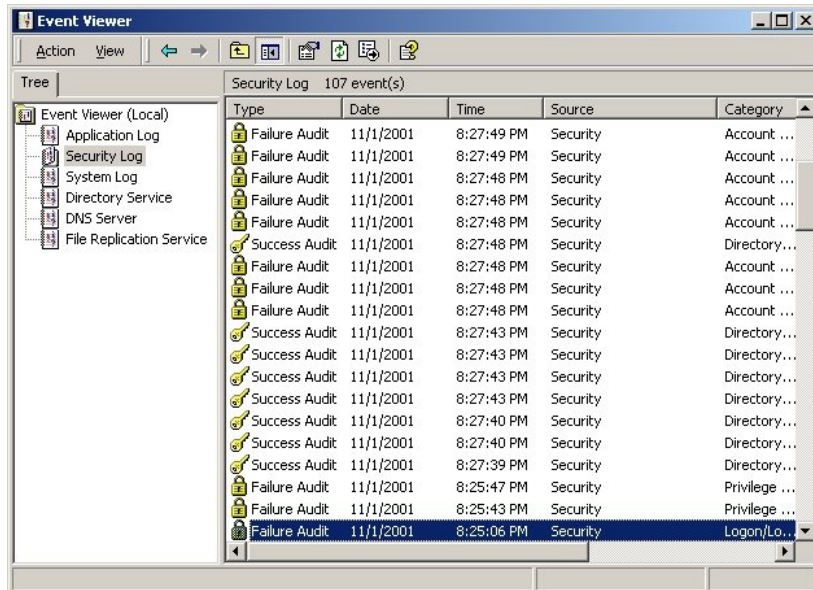 Event Viewer
Action View
Tree
Security Log 107 event(s)
Event Viewer (Local)
Application Log
Security Log
System Log
Directory Service
DNS Server
File Replication Service
Type Date Time Source Category
Failure Audit 11/1/2001 8:27:49 PM Security Account ...
Failure Audit 11/1/2001 8:27:49 PM Security Account ...
Failure Audit 11/1/2001 8:27:48 PM Security Account ...
Failure Audit 11/1/2001 8:27:48 PM Security Account ...
Failure Audit 11/1/2001 8:27:48 PM Security Account ...
Success Audit 11/1/2001 8:27:48 PM Security Directory...
Failure Audit 11/1/2001 8:27:48 PM Security Account ...
Failure Audit 11/1/2001 8:27:48 PM Security Account ...
Failure Audit 11/1/2001 8:27:48 PM Security Account ...
Success Audit 11/1/2001 8:27:43 PM Security Directory...
Success Audit 11/1/2001 8:27:43 PM Security Directory...
Success Audit 11/1/2001 8:27:43 PM Security Directory...
Success Audit 11/1/2001 8:27:43 PM Security Directory...
Success Audit 11/1/2001 8:27:40 PM Security Directory...
Success Audit 11/1/2001 8:27:40 PM Security Directory...
Success Audit 11/1/2001 8:27:39 PM Security Directory...
Failure Audit 11/1/2001 8:25:47 PM Security Privilege ...
Failure Audit 11/1/2001 8:25:43 PM Security Privilege ...
Failure Audit 11/1/2001 8:25:06 PM Security Logon/Lo...